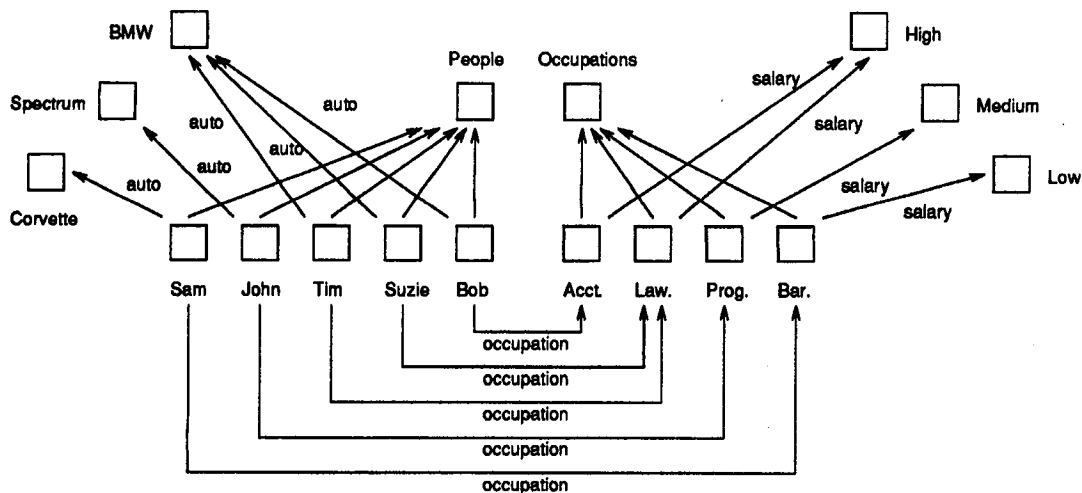 BMW
High
People
Occupations
salary
Spectrum
auto
Medium
auto
salary
auto
auto
Corvette
auto
salary
Low
salary
Sam
John
Tim
Suzie
Bob
Acct.
Law.
Prog.
Bar.
occupation
occupation
occupation
occupation
occupation